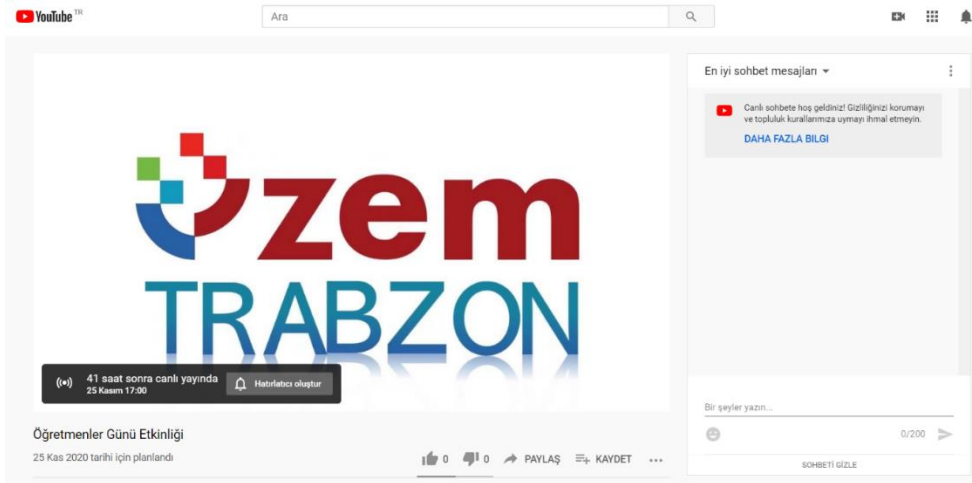 YouTube TR
Ara
üzem
TRABZON
41 saat sonra canlı yayında
25 Kasım 17:00
Hatırlatıcı oluştur
Öğretmenler Günü Etkinliği
25 Kas 2020 tarihi için planlandı
0
0
PAYLAŞ
KAYDET
En iyi sohbet mesajları
Canlı sohbete hoş geldiniz! Gizliliğinizi korumayı
ve topluluk kurallarımıza uymayı ihmal etmeyin.
DAHA FAZLA BILGI
Bir şeyler yazın...
0/200
SOHBETİ GİZLE